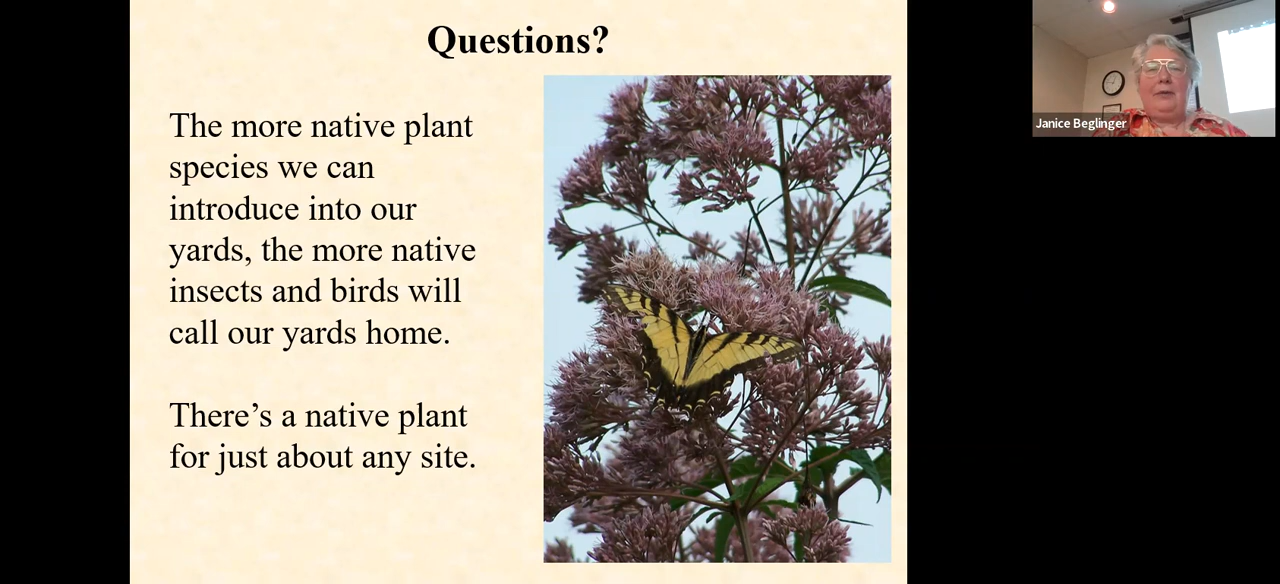 Questions?
The more native plant
species we can
introduce into our
yards, the more native
insects and birds will
call our yards home.
There’s a native plant
for just about any site.
Janice Beglinger